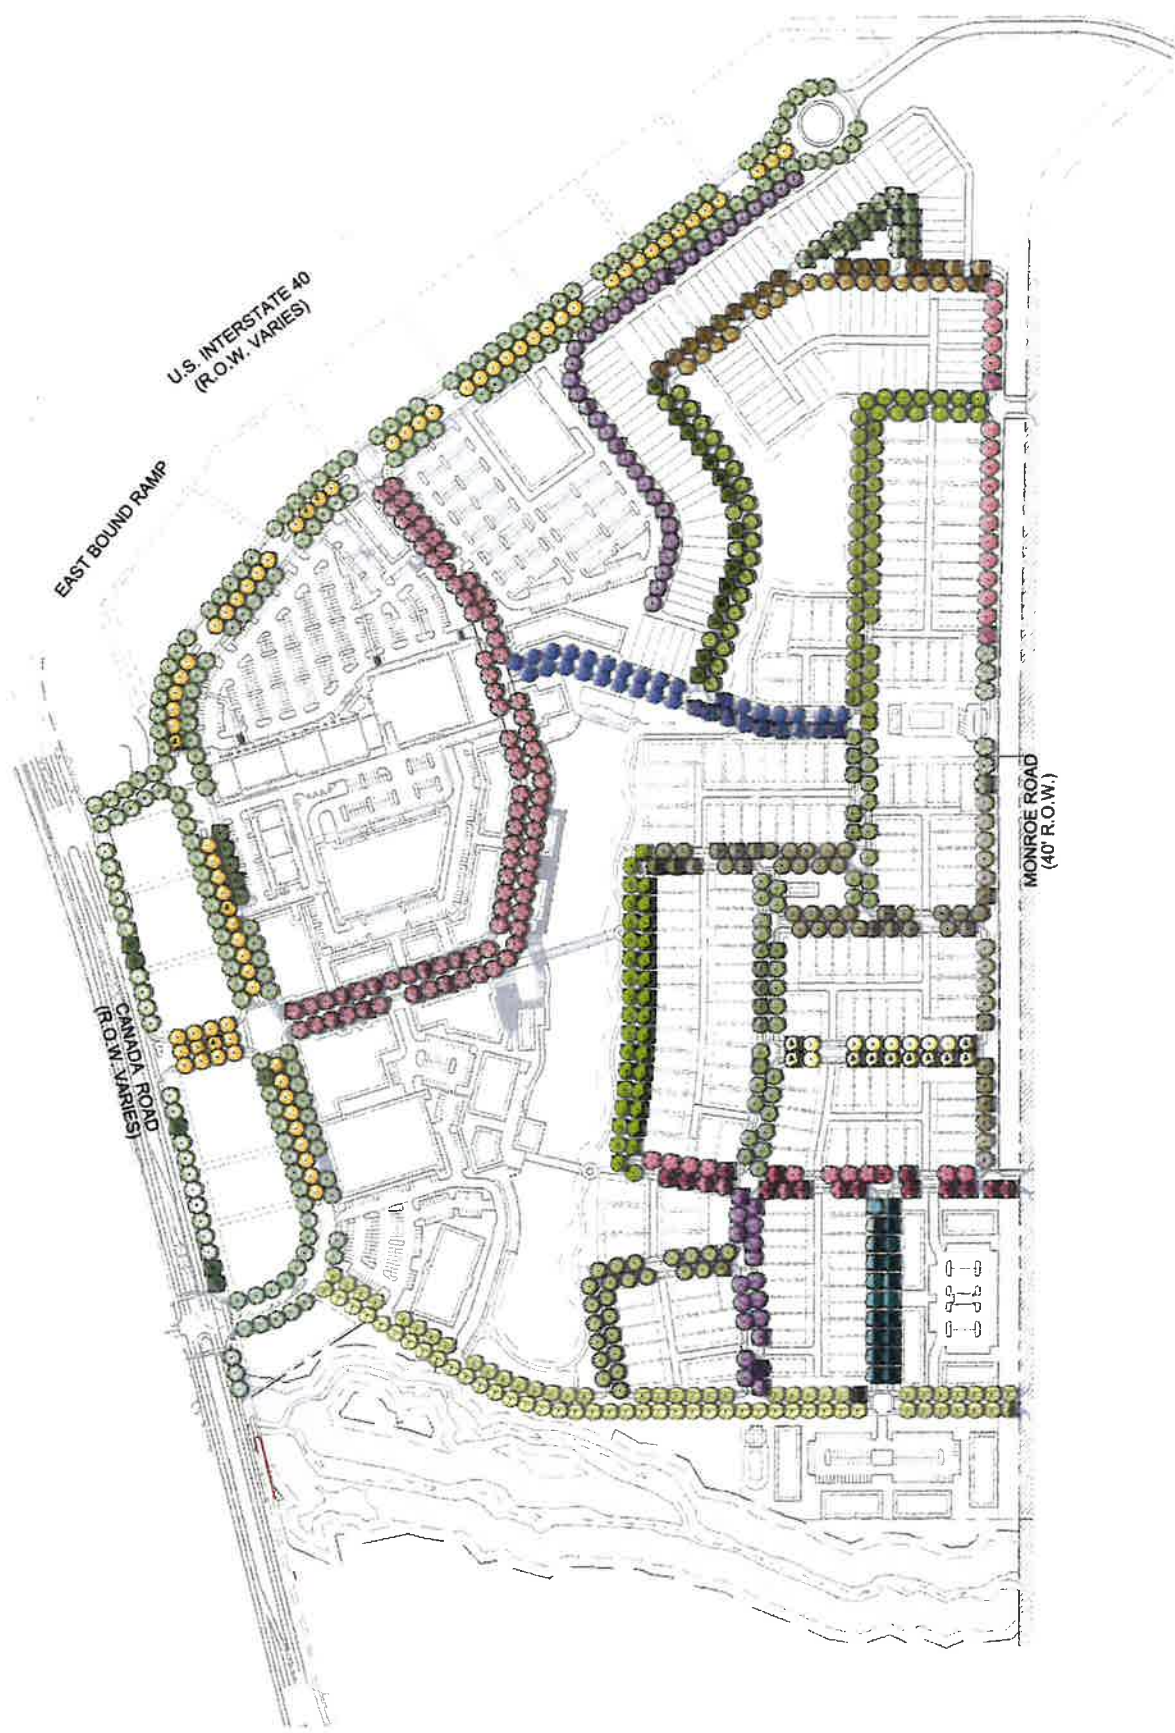 U.S. INTERSTATE 40
(R.O.W. VARIES)
EAST BOUND RAMP
MONROE ROAD
(40' R.O.W.)
CANADA ROAD
(R.O.W. VARIES)